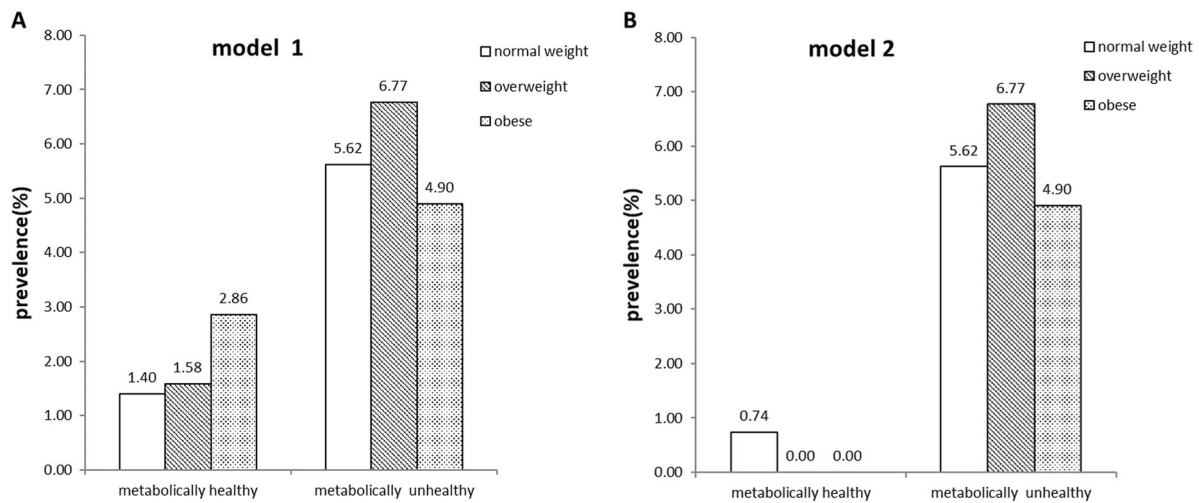 A
model 1
8.00
7.00
6.00
5.00
4.00
3.00
2.00
1.00
0.00
prevelence(%)
1.40
1.58
2.86
5.62
6.77
4.90
normal weight
overweight
obese
metabolically healthy
metabolically unhealthy
B
model 2
8.00
7.00
6.00
5.00
4.00
3.00
2.00
1.00
0.00
prevelence(%)
0.74
0.00
0.00
5.62
6.77
4.90
normal weight
overweight
obese
metabolically healthy
metabolically unhealthy